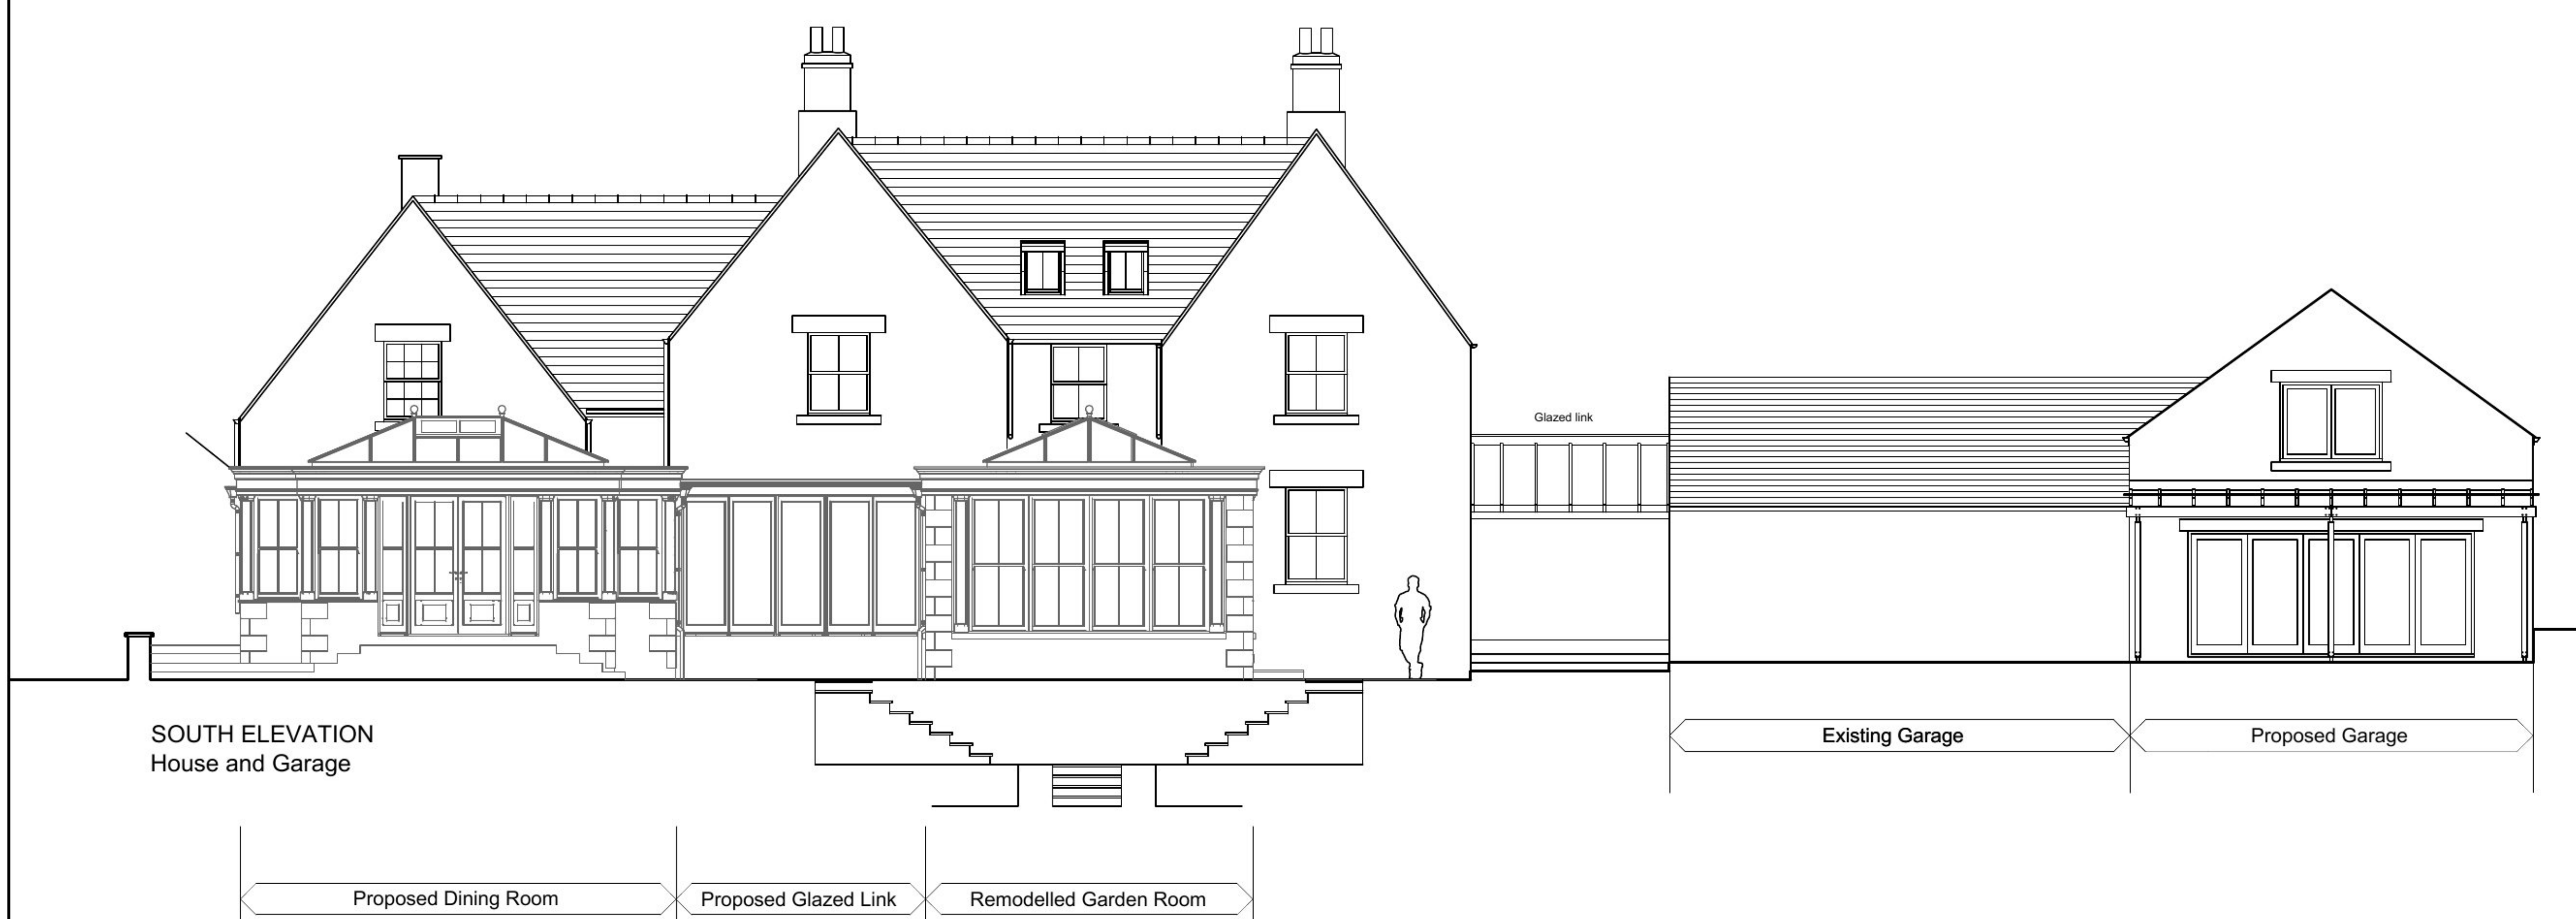 Glazed link
SOUTH ELEVATION
House and Garage
Existing Garage
Proposed Garage
Proposed Dining Room
Proposed Glazed Link
Remodelled Garden Room